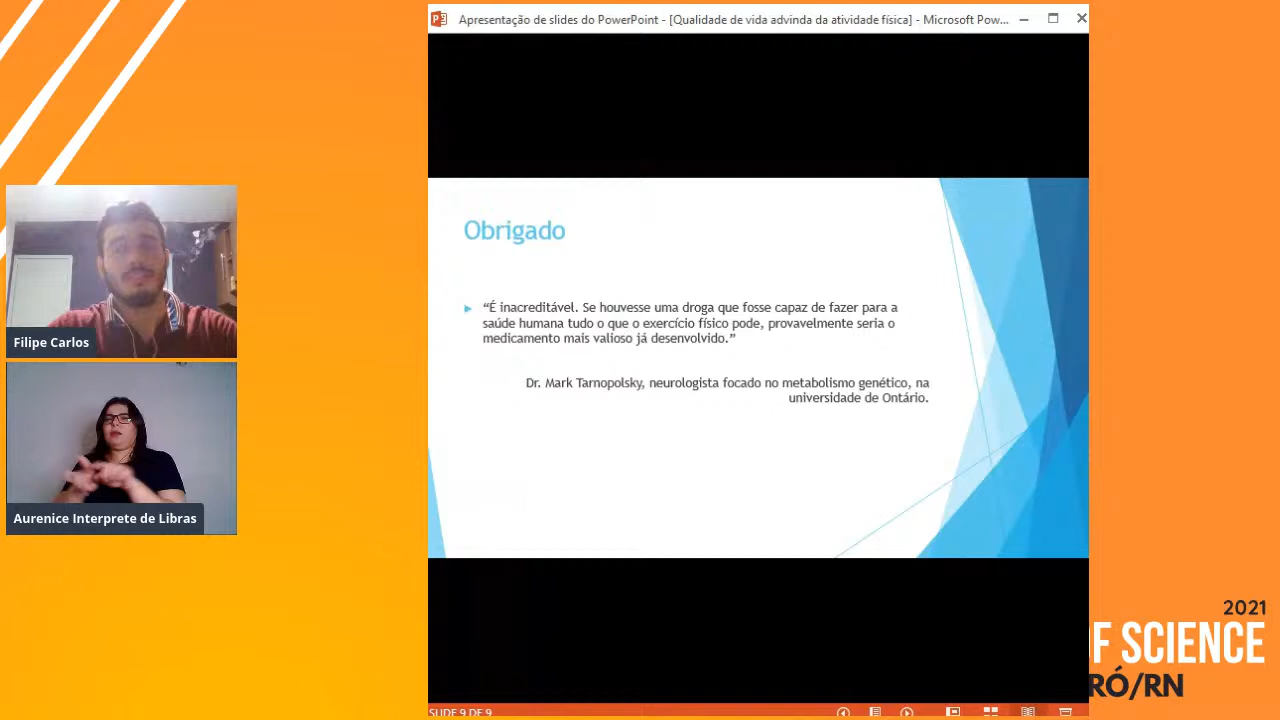 Apresentação de slides do PowerPoint - [Qualidade de vida advinda da atividade física] - Microsoft Pow...
Obrigado
“É inacreditável. Se houvesse uma droga que fosse capaz de fazer para a
saúde humana tudo o que o exercício físico pode, provavelmente seria o
medicamento mais valioso já desenvolvido.”
Dr. Mark Tarnopolsky, neurologista focado no metabolismo genético, na
universidade de Ontário.
Filipe Carlos
Aurenice Interprete de Libras
2021
F SCIENCE
RÓ/RN
SLIDE 9 DE 9